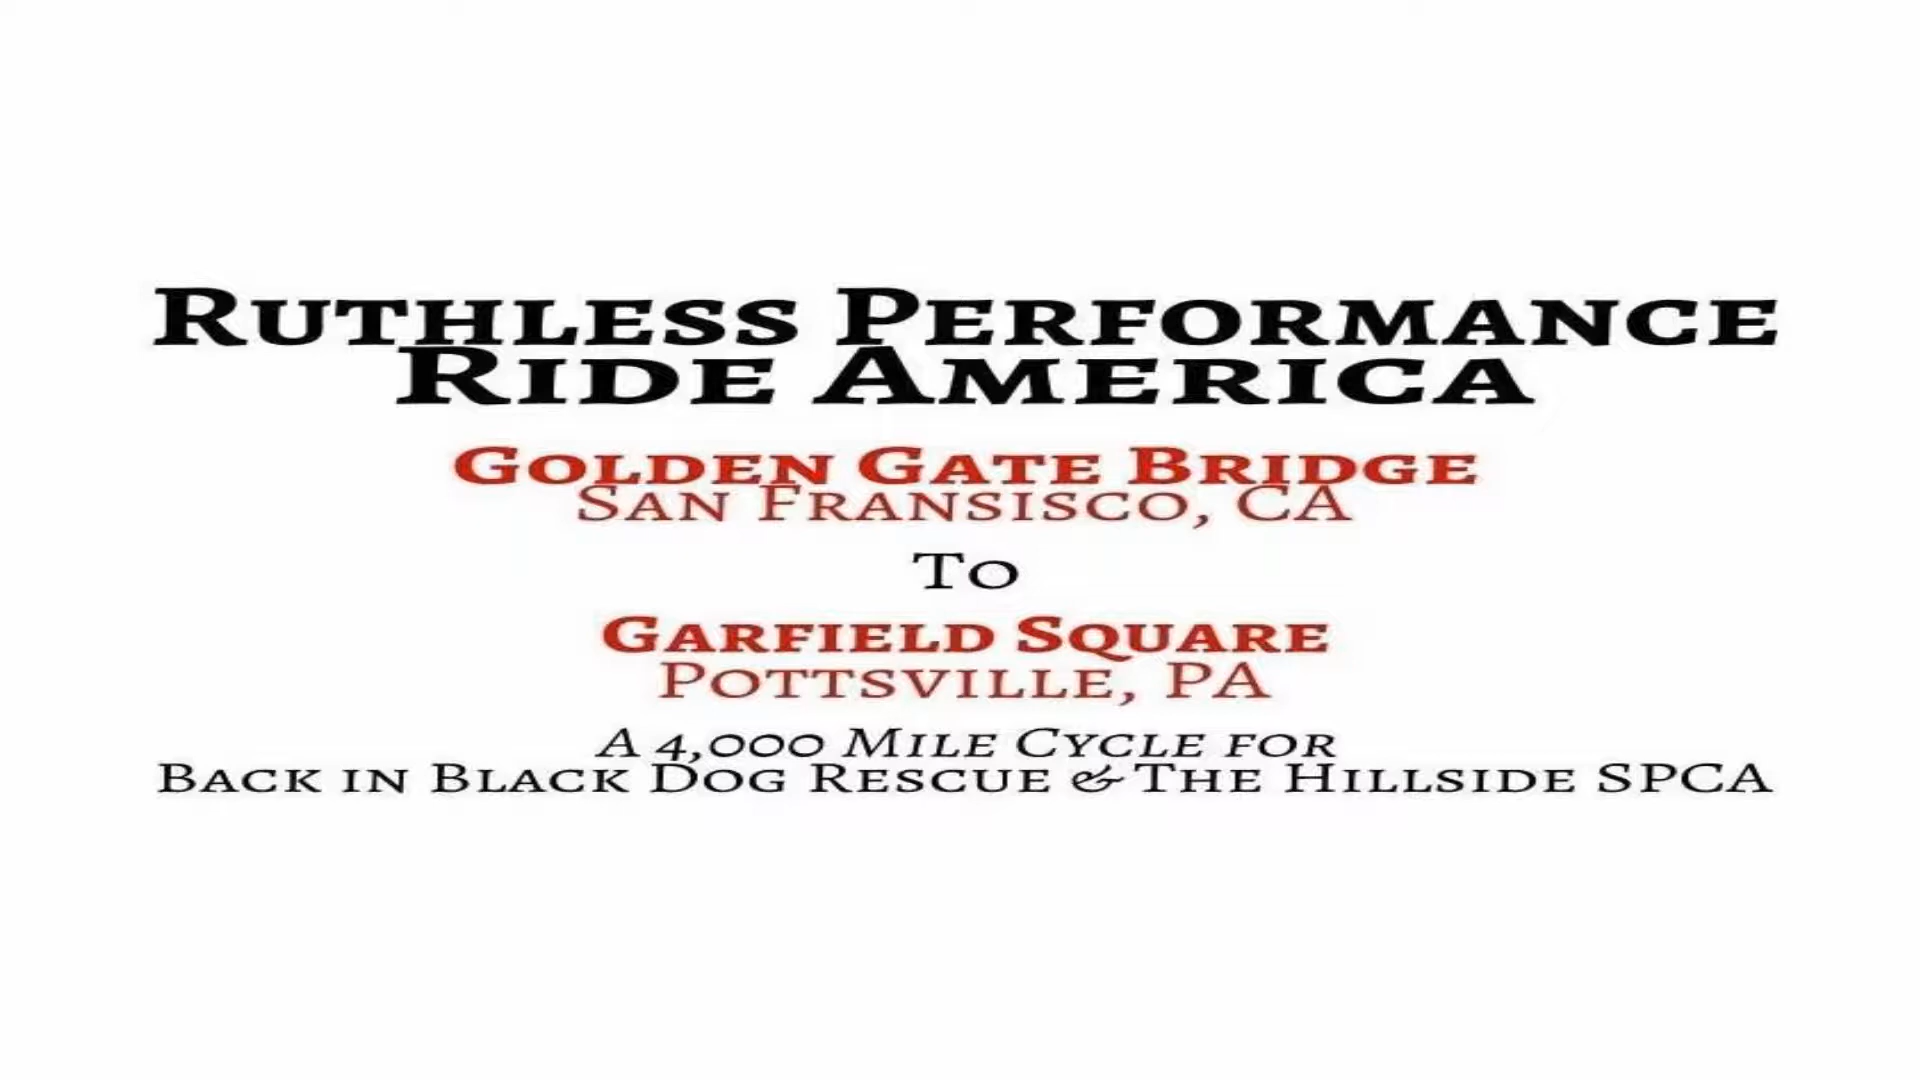 Ruthless Performance
Ride America
Golden Gate Bridge
San Fransisco, CA
To
Garfield Square
Pottsville, PA
A 4,000 Mile Cycle for
Back in Black Dog Rescue & The Hillside SPCA